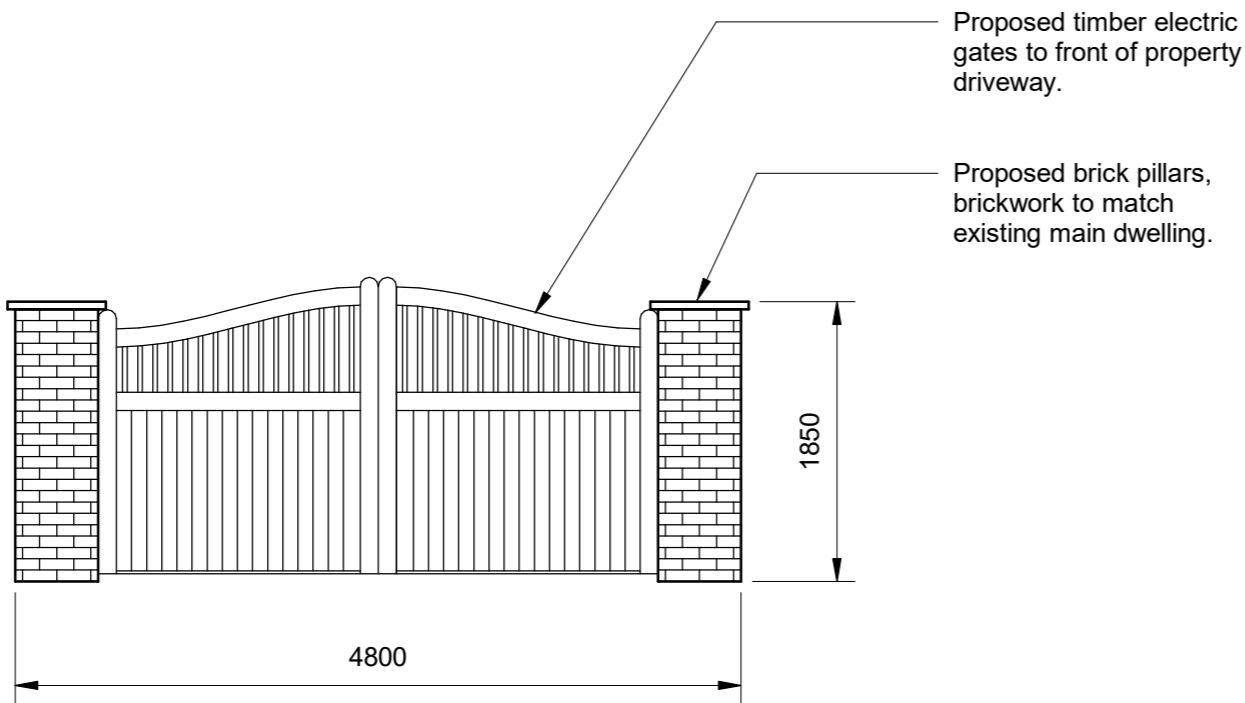 Proposed timber electric
gates to front of property
driveway.
Proposed brick pillars,
brickwork to match
existing main dwelling.
1850
4800